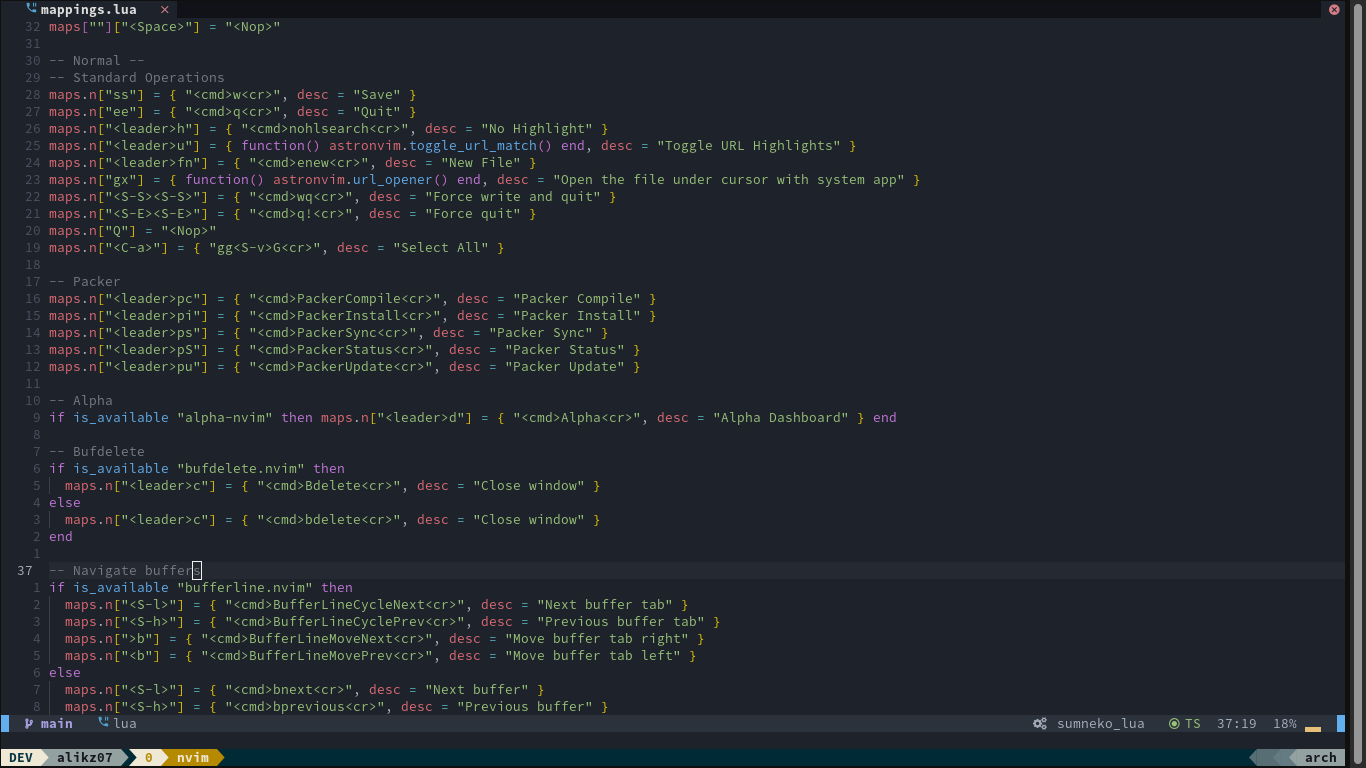 mappings.lua
32 maps[""]["<Space>"] = "<Nop>"
31
30 -- Normal --
29 -- Standard Operations
28 maps.n["ss"] = { "<cmd>w<cr>", desc = "Save" }
27 maps.n["ee"] = { "<cmd>q<cr>", desc = "Quit" }
26 maps.n["<leader>h"] = { "<cmd>nohlsearch<cr>", desc = "No Highlight" }
25 maps.n["<leader>u"] = { function() astronvim.toggle_url_match() end, desc = "Toggle URL Highlights" }
24 maps.n["<leader>fn"] = { "<cmd>enew<cr>", desc = "New File" }
23 maps.n["gx"] = { function() astronvim.url_opener() end, desc = "Open the file under cursor with system app" }
22 maps.n["<S-S><S-S>"] = { "<cmd>wq<cr>", desc = "Force write and quit" }
21 maps.n["<S-E><S-E>"] = { "<cmd>q!<cr>", desc = "Force quit" }
20 maps.n["Q"] = "<Nop>"
19 maps.n["<C-a>"] = { "gg<S-v>G<cr>", desc = "Select All" }
18
17 -- Packer
16 maps.n["<leader>pc"] = { "<cmd>PackerCompile<cr>", desc = "Packer Compile" }
15 maps.n["<leader>pi"] = { "<cmd>PackerInstall<cr>", desc = "Packer Install" }
14 maps.n["<leader>ps"] = { "<cmd>PackerSync<cr>", desc = "Packer Sync" }
13 maps.n["<leader>pS"] = { "<cmd>PackerStatus<cr>", desc = "Packer Status" }
12 maps.n["<leader>pu"] = { "<cmd>PackerUpdate<cr>", desc = "Packer Update" }
11
10 -- Alpha
9 if is_available "alpha-nvim" then maps.n["<leader>d"] = { "<cmd>Alpha<cr>", desc = "Alpha Dashboard" } end
8
7 -- Bufdelete
6 if is_available "bufdelete.nvim" then
5 maps.n["<leader>c"] = { "<cmd>Bdelete<cr>", desc = "Close window" }
4 else
3 maps.n["<leader>c"] = { "<cmd>bdelete<cr>", desc = "Close window" }
2 end
1
37 -- Navigate buffers
1 if is_available "bufferline.nvim" then
2 maps.n["<S-l>"] = { "<cmd>BufferLineCycleNext<cr>", desc = "Next buffer tab" }
3 maps.n["<S-h>"] = { "<cmd>BufferLineCyclePrev<cr>", desc = "Previous buffer tab" }
4 maps.n[">b"] = { "<cmd>BufferLineMoveNext<cr>", desc = "Move buffer tab right" }
5 maps.n["<b"] = { "<cmd>BufferLineMovePrev<cr>", desc = "Move buffer tab left" }
6 else
7 maps.n["<S-l>"] = { "<cmd>bnext<cr>", desc = "Next buffer" }
8 maps.n["<S-h>"] = { "<cmd>bprevious<cr>", desc = "Previous buffer" }
main lua sumneko_lua TS 37:19 18%
DEV alikz07 0 nvim arch